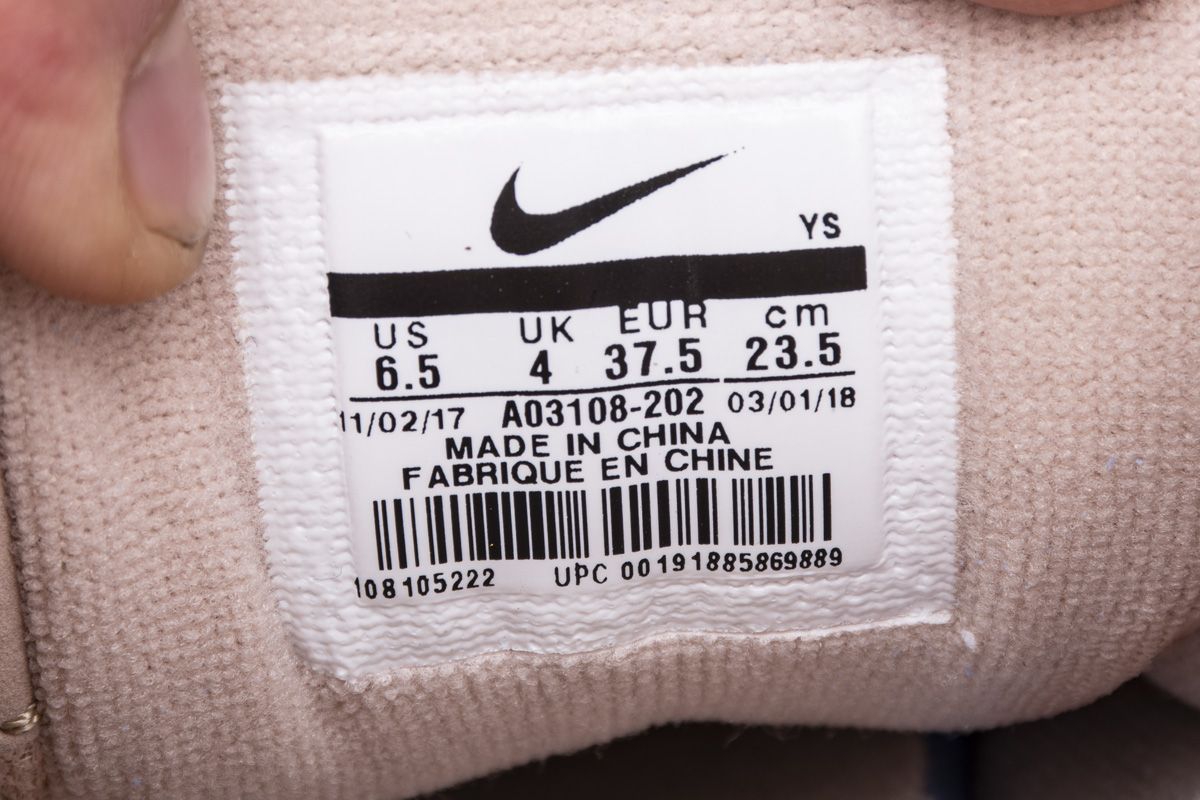 YS
US UK EUR cm
6.5 4 37.5 23.5
11/02/17 A03108-202 03/01/18
MADE IN CHINA
FABRIQUE EN CHINE
108105222 UPC 00191885869889